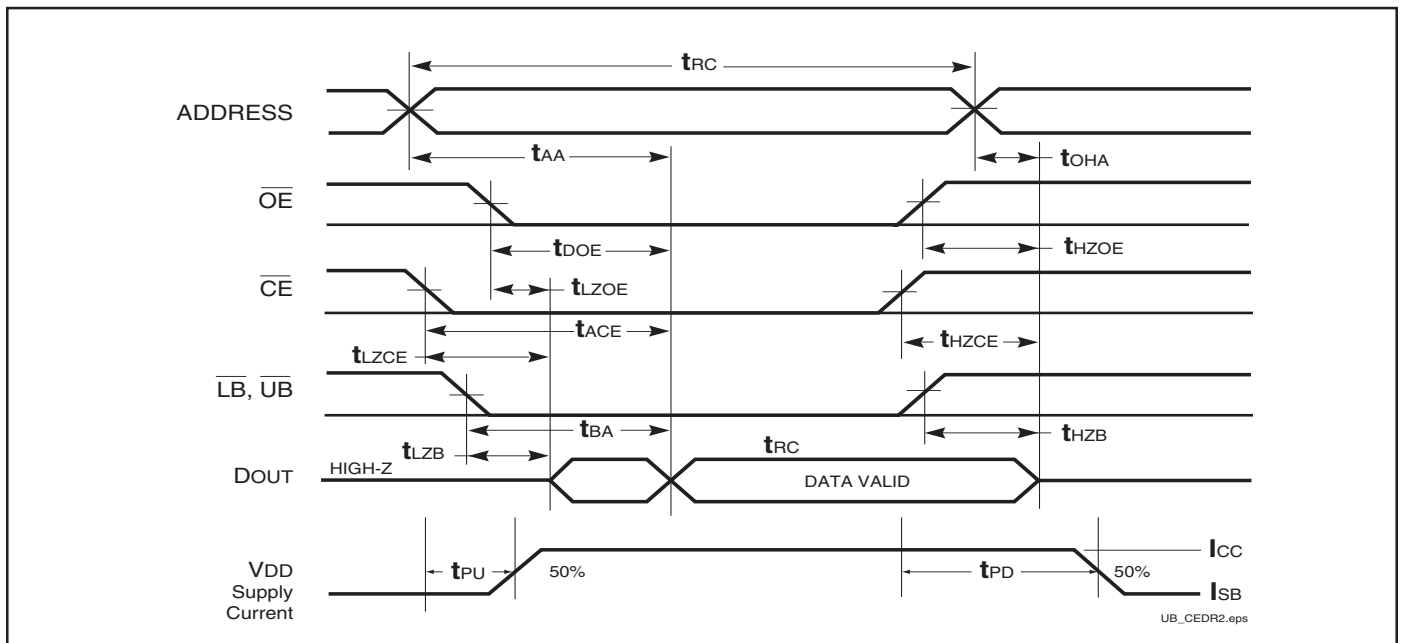 tRC
ADDRESS
tAA
tOHA
OE
tDOE
tHZOE
CE
tLZOE
tACE
tHZCE
tLZCE
LB, UB
tBA
tHZB
tLZB
tRC
DOUT
HIGH-Z
DATA VALID
ICC
VDD
tPU
50%
tPD
50%
Supply
ISB
Current
UB_CEDR2.eps